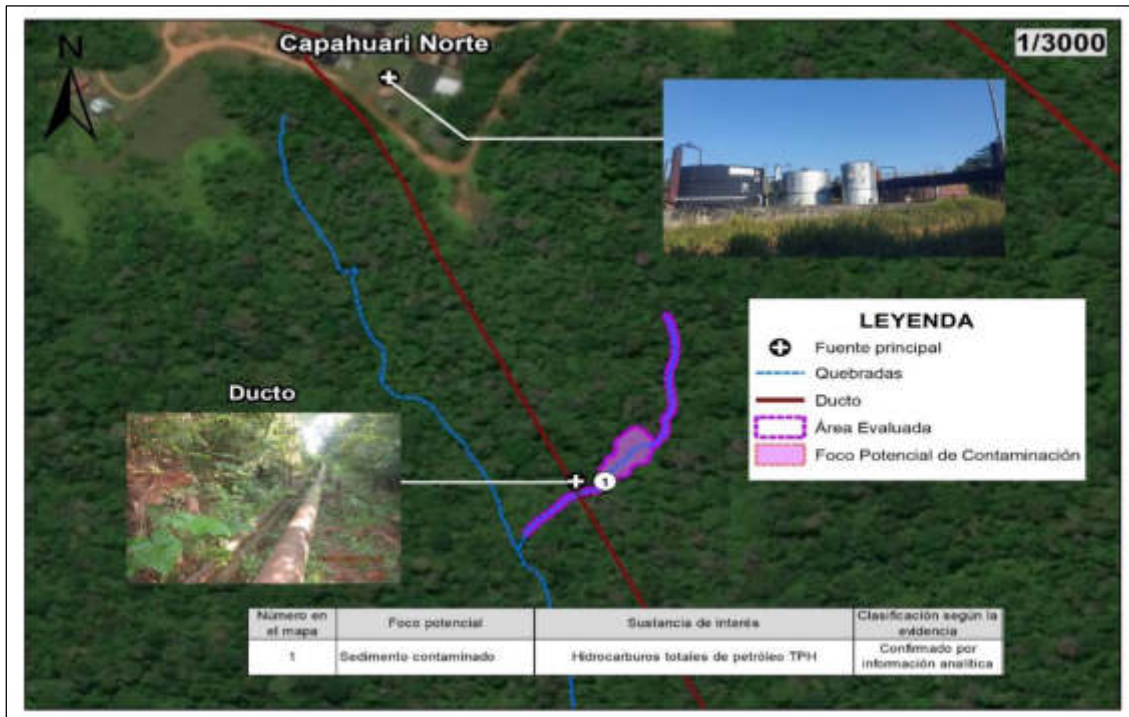 N
Capahuari Norte
1/3000
LEYENDA
Fuente principal
Quebradas
Ducto
Área Evaluada
Foco Potencial de Contaminación
Ducto
1
Número en el mapa
Foco potencial
Sustancia de interés
Clasificación según la evidencia
1
Sedimento contaminado
Hidrocarburos totales de petróleo TPH
Confirmado por información analítica